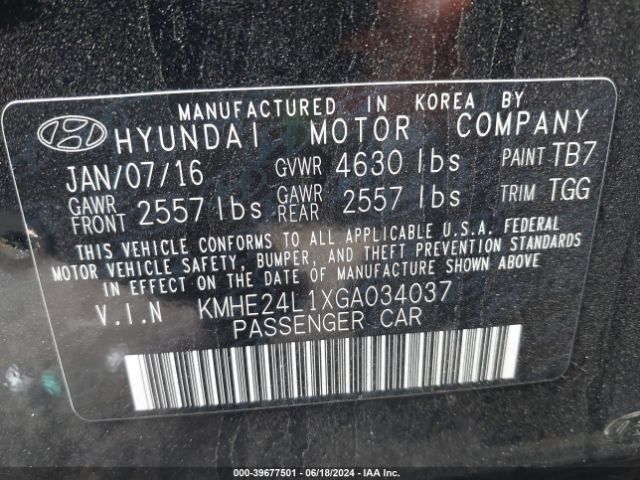 MANUFACTURED IN KOREA BY
HYUNDAI MOTOR COMPANY
JAN/07/16 GVWR 4630 lbs PAINT TB7
GAWR FRONT 2557 lbs GAWR REAR 2557 lbs TRIM TGG
THIS VEHICLE CONFORMS TO ALL APPLICABLE U.S.A. FEDERAL
MOTOR VEHICLE SAFETY, BUMPER, AND THEFT PREVENTION STANDARDS
IN EFFECT ON THE DATE OF MANUFACTURE SHOWN ABOVE
V.I.N KMHE24L1XGA034037
PASSENGER CAR
000-39677501 - 06/18/2024 - IAA Inc.